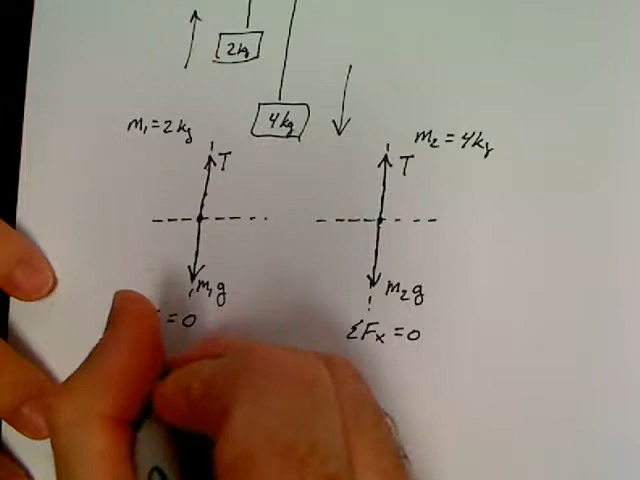 2kg
4kg
m₁ = 2kg
m₂ = 4kg
T
T
m₁g
m₂g
= 0
ΣFₓ = 0